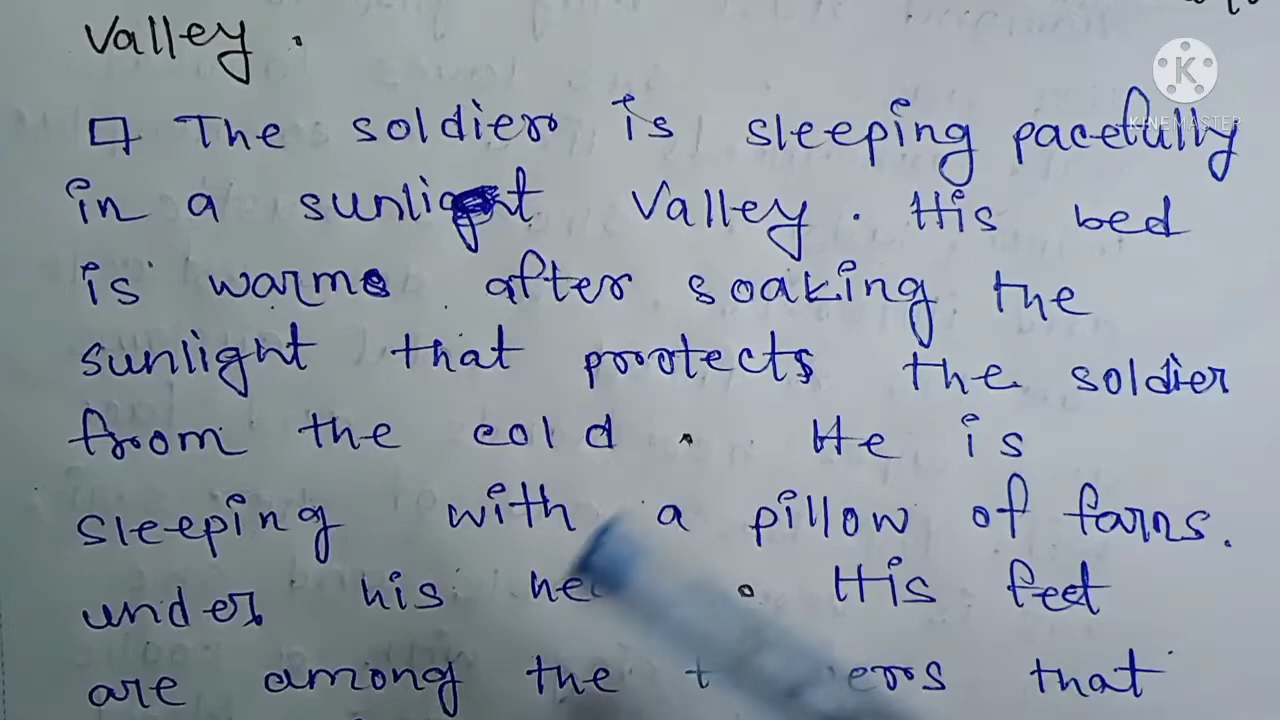 Valley .
The soldier is sleeping pacefully
in a sunlight Valley . His bed
is warm after soaking the
sunlight that protects the soldier
from the cold . He is
sleeping with a pillow of farns.
under his . His feet
are among the that
KINEMASTER